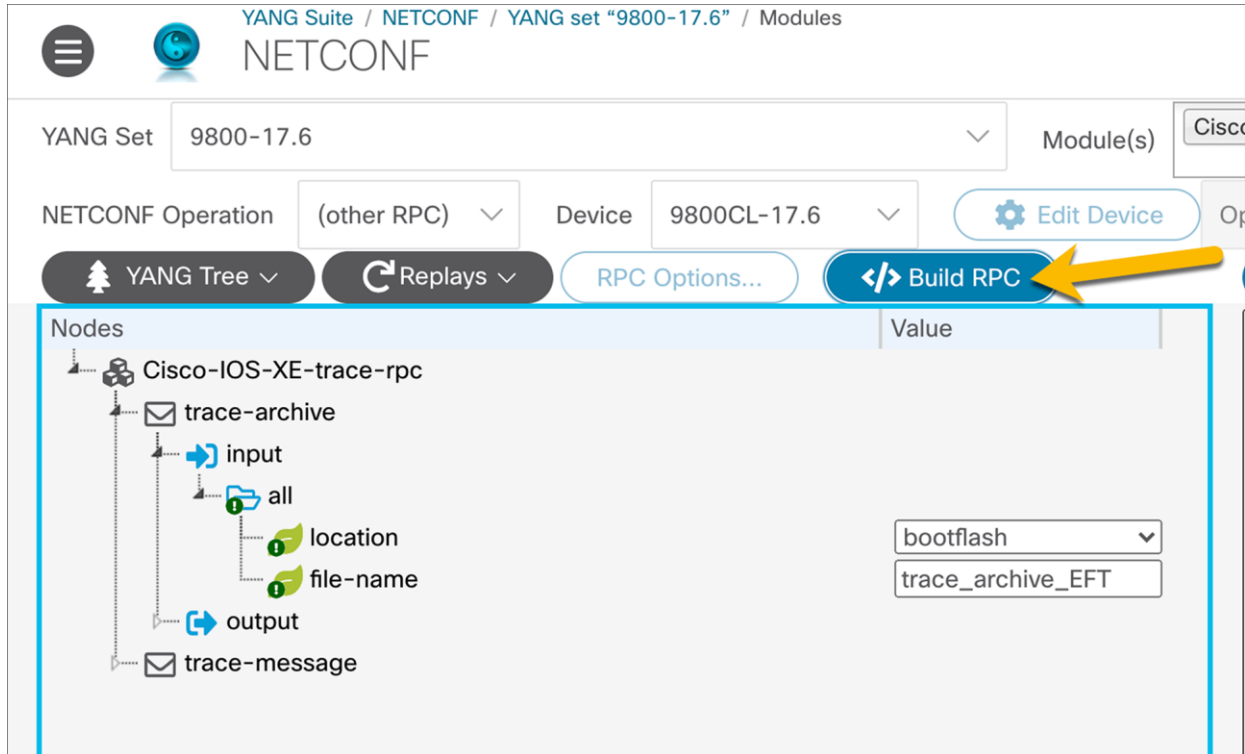 YANG Suite / NETCONF / YANG set “9800-17.6” / Modules
NETCONF
YANG Set 9800-17.6 Module(s)
NETCONF Operation (other RPC) Device 9800CL-17.6 Edit Device
YANG Tree Replays RPC Options... </> Build RPC
Nodes Value
Cisco-IOS-XE-trace-rpc
trace-archive
input
all
location bootflash
file-name trace_archive_EFT
output
trace-message